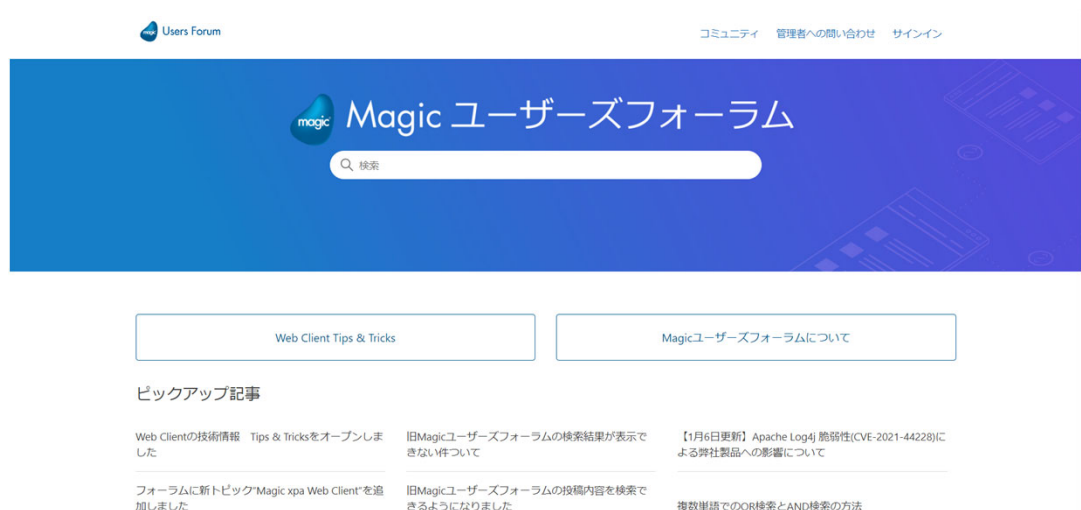 magic Users Forum
コミュニティ 管理者への問い合わせ サインイン
magic Magic ユーザーズフォーラム
検索
Web Client Tips & Tricks
Magicユーザーズフォーラムについて
ピックアップ記事
Web Clientの技術情報 Tips & Tricksをオープンしま
した
旧Magicユーザーズフォーラムの検索結果が表示で
きない件ついて
【1月6日更新】Apache Log4j 脆弱性(CVE-2021-44228)に
よる弊社製品への影響について
フォーラムに新トピック"Magic xpa Web Client"を追
加しました
旧Magicユーザーズフォーラムの投稿内容を検索で
きるようになりました
複数単語でのOR検索とAND検索の方法